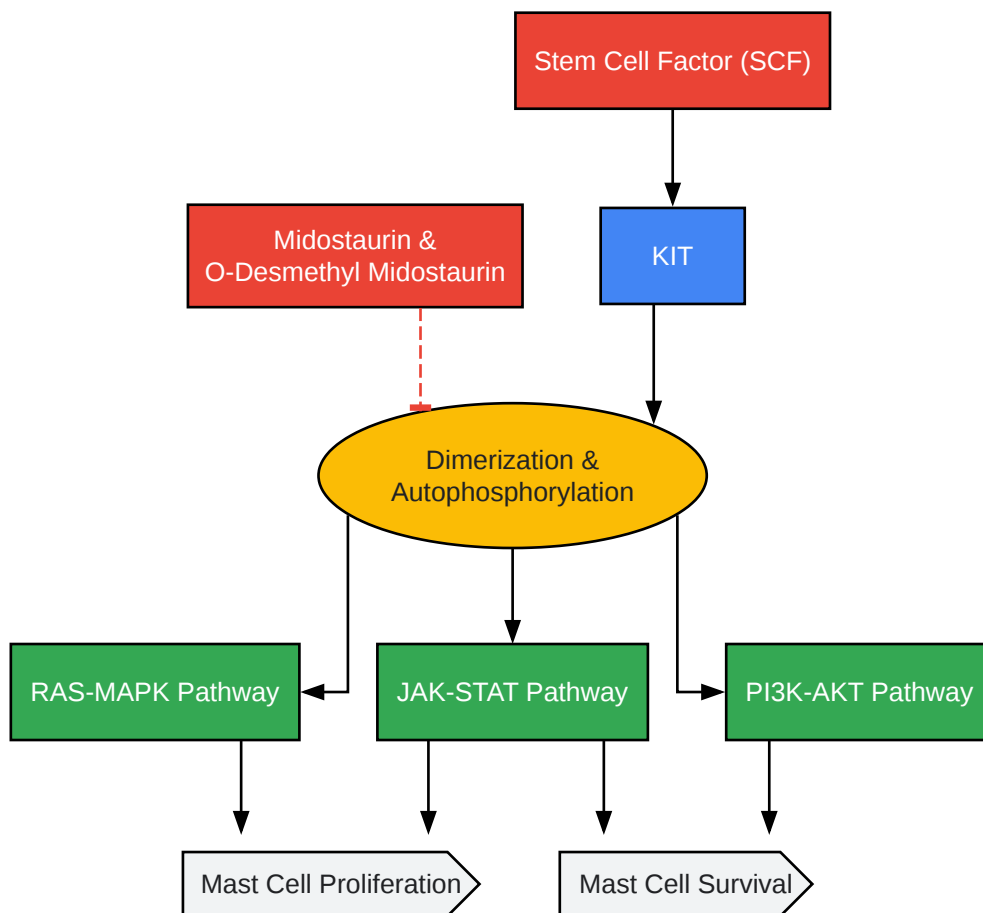 Stem Cell Factor (SCF)
Midostaurin &
O-Desmethyl Midostaurin
KIT
Dimerization &
Autophosphorylation
RAS-MAPK Pathway
JAK-STAT Pathway
PI3K-AKT Pathway
Mast Cell Proliferation
Mast Cell Survival